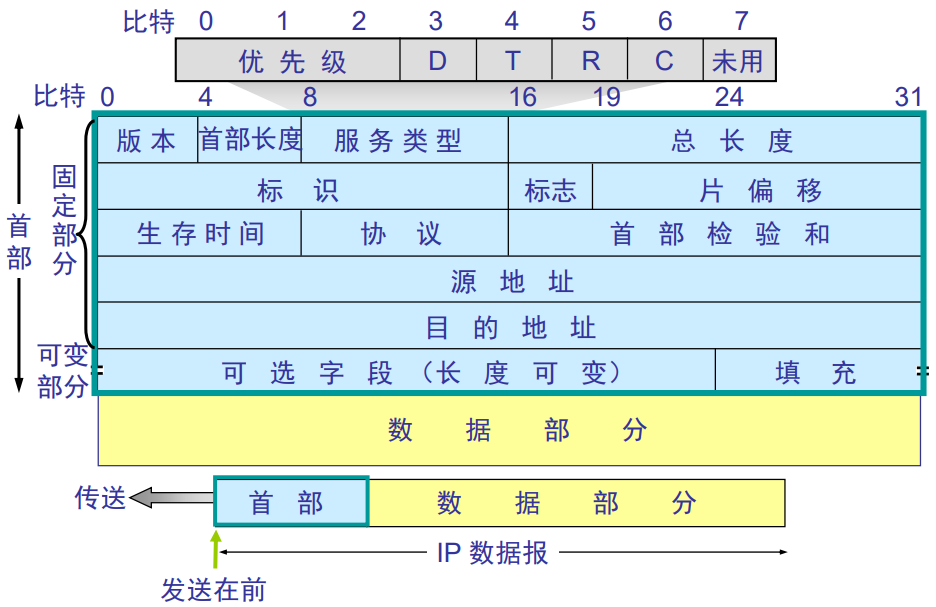 比特 0 1 2 3 4 5 6 7
优先级 D T R C 未用
比特 0 4 8 16 19 24 31
版本 首部长度 服务类型 总长度
标识 标志 片偏移
生存时间 协议 首部检验和
源地址
目的地址
可选字段（长度可变） 填充
首部
固定部分
可变
部分
数据部分
传送 首部 数据部分
IP 数据报
发送在前